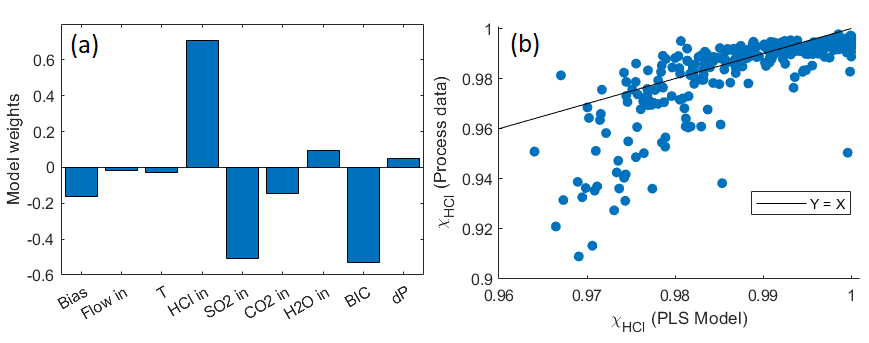 (a)
Model weights
0.6
0.4
0.2
0
-0.2
-0.4
-0.6
Bias
Flow in
T
HCl in
SO2 in
CO2 in
H2O in
BIC
dP
(b)
χHCl (Process data)
1
0.98
0.96
0.94
0.92
0.9
Y = X
0.96
0.97
0.98
0.99
1
χHCl (PLS Model)